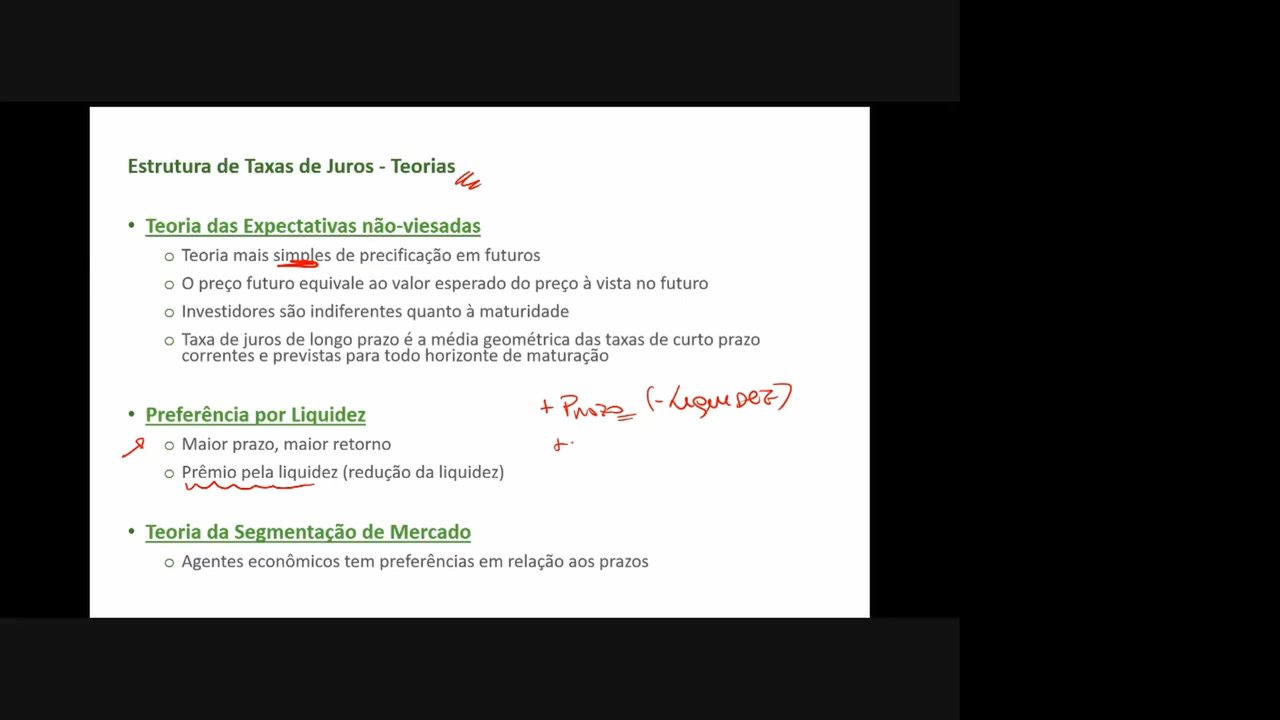 Estrutura de Taxas de Juros - Teorias
• Teoria das Expectativas não-viesadas
o Teoria mais simples de precificação em futuros
o O preço futuro equivale ao valor esperado do preço à vista no futuro
o Investidores são indiferentes quanto à maturidade
o Taxa de juros de longo prazo é a média geométrica das taxas de curto prazo
correntes e previstas para todo horizonte de maturação
+ Prazo (- Liquidez)
• Preferência por Liquidez
o Maior prazo, maior retorno
+
o Prêmio pela liquidez (redução da liquidez)
• Teoria da Segmentação de Mercado
o Agentes econômicos tem preferências em relação aos prazos